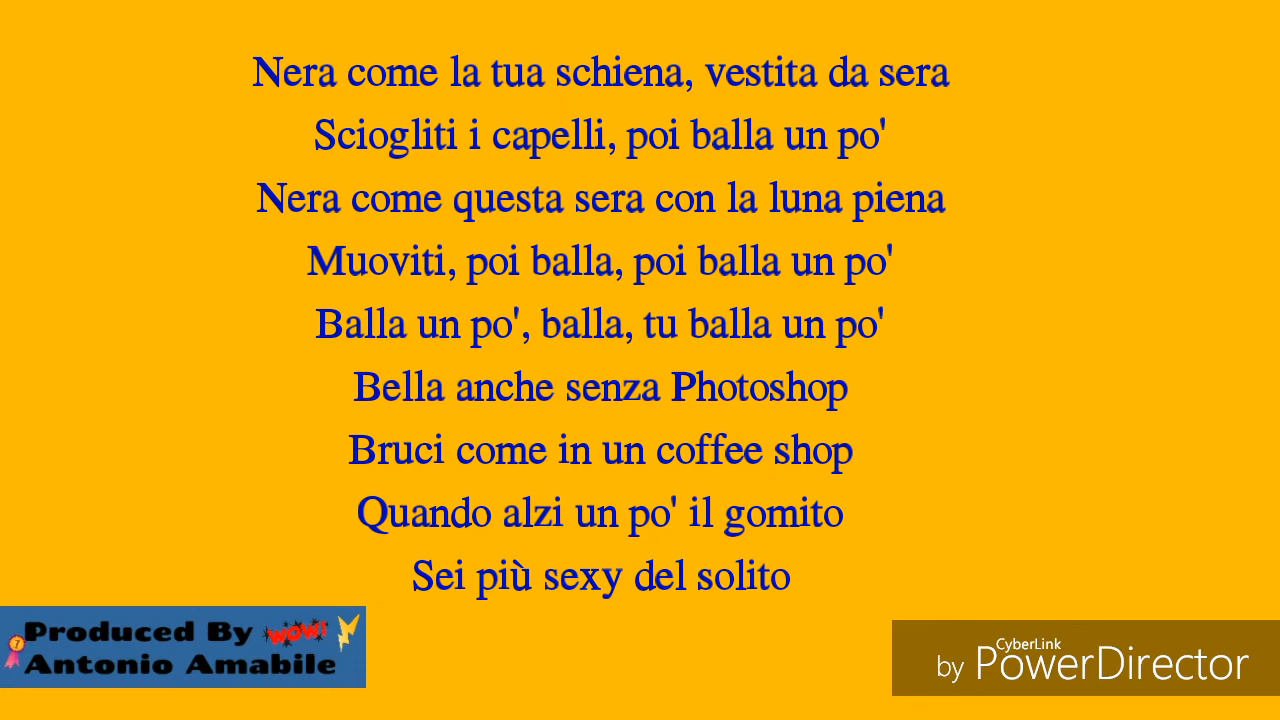 Nera come la tua schiena, vestita da sera
Sciogliti i capelli, poi balla un po'
Nera come questa sera con la luna piena
Muoviti, poi balla, poi balla un po'
Balla un po', balla, tu balla un po'
Bella anche senza Photoshop
Bruci come in un coffee shop
Quando alzi un po' il gomito
Sei più sexy del solito
Produced By WOW!
Antonio Amabile
7
by CyberLink PowerDirector